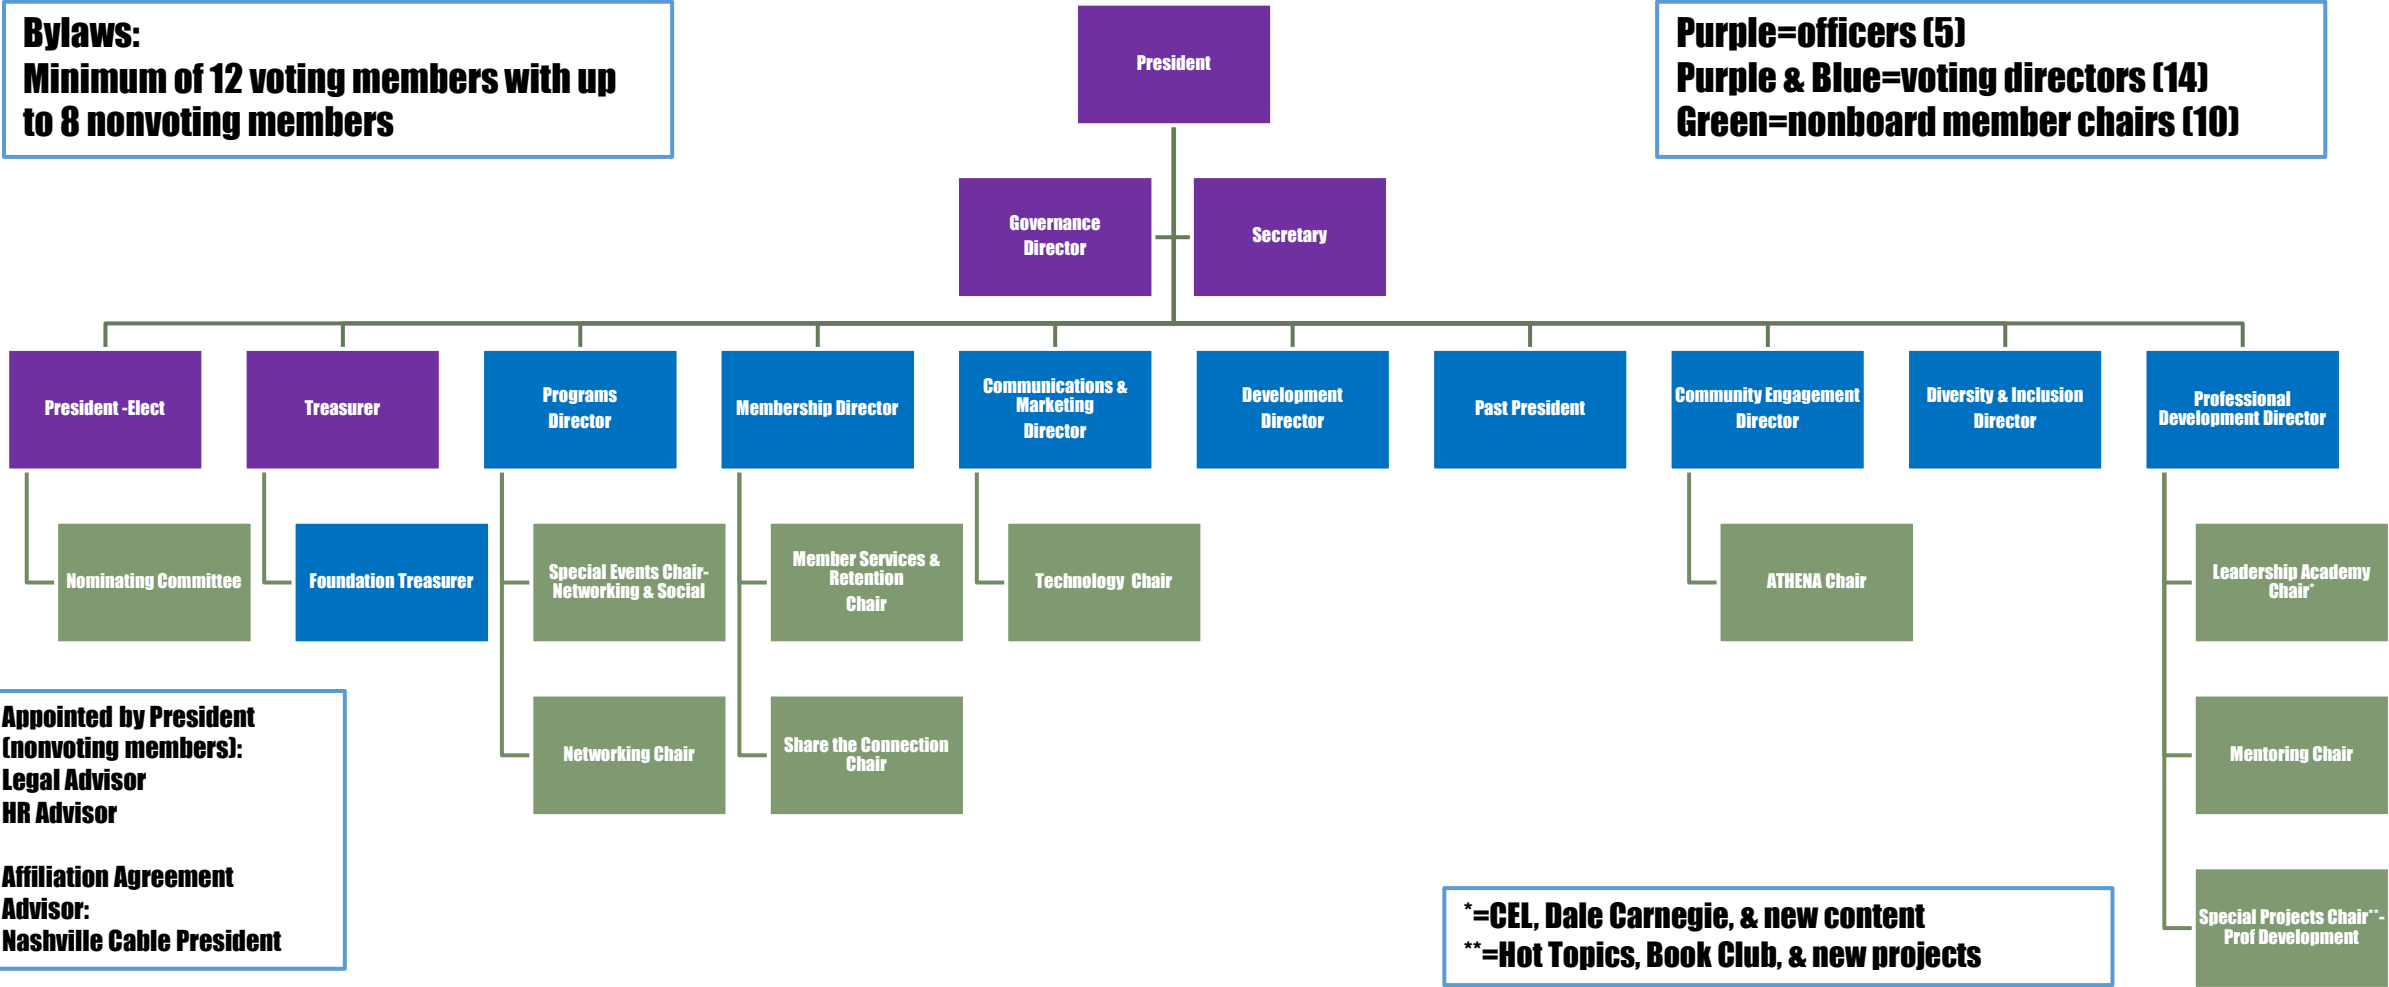 Bylaws:
Minimum of 12 voting members with up
to 8 nonvoting members
President
Purple=officers (5)
Purple & Blue=voting directors (14)
Green=nonboard member chairs (10)
Governance
Director
Secretary
President -Elect
Treasurer
Programs
Director
Membership Director
Communications &
Marketing
Director
Development
Director
Past President
Community Engagement
Director
Diversity & Inclusion
Director
Professional
Development Director
Nominating Committee
Foundation Treasurer
Special Events Chair-
Networking & Social
Member Services &
Retention
Chair
Technology Chair
ATHENA Chair
Leadership Academy
Chair*
Networking Chair
Share the Connection
Chair
Mentoring Chair
Special Projects Chair**-
Prof Development
Appointed by President
(nonvoting members):
Legal Advisor
HR Advisor
Affiliation Agreement
Advisor:
Nashville Cable President
*=CEL, Dale Carnegie, & new content
**=Hot Topics, Book Club, & new projects